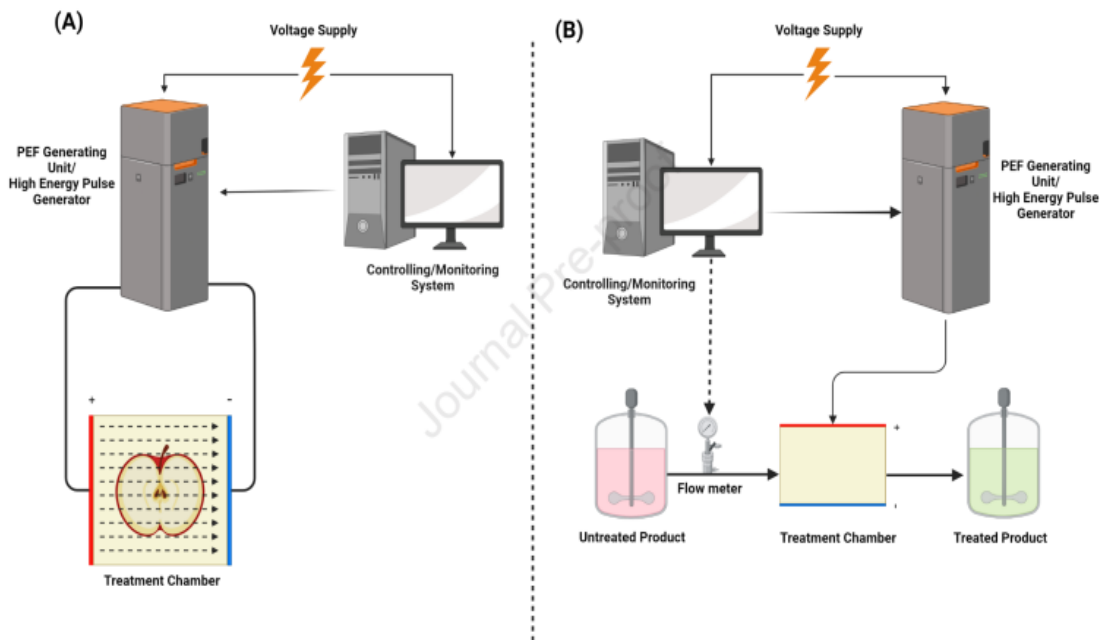 (A)
Voltage Supply
PEF Generating
Unit/
High Energy Pulse
Generator
Controlling/Monitoring
System
+
-
Treatment Chamber
(B)
Voltage Supply
PEF Generating
Unit/
High Energy Pulse
Generator
Controlling/Monitoring
System
Flow meter
+
-
Untreated Product
Treatment Chamber
Treated Product
Journal Pre-proof